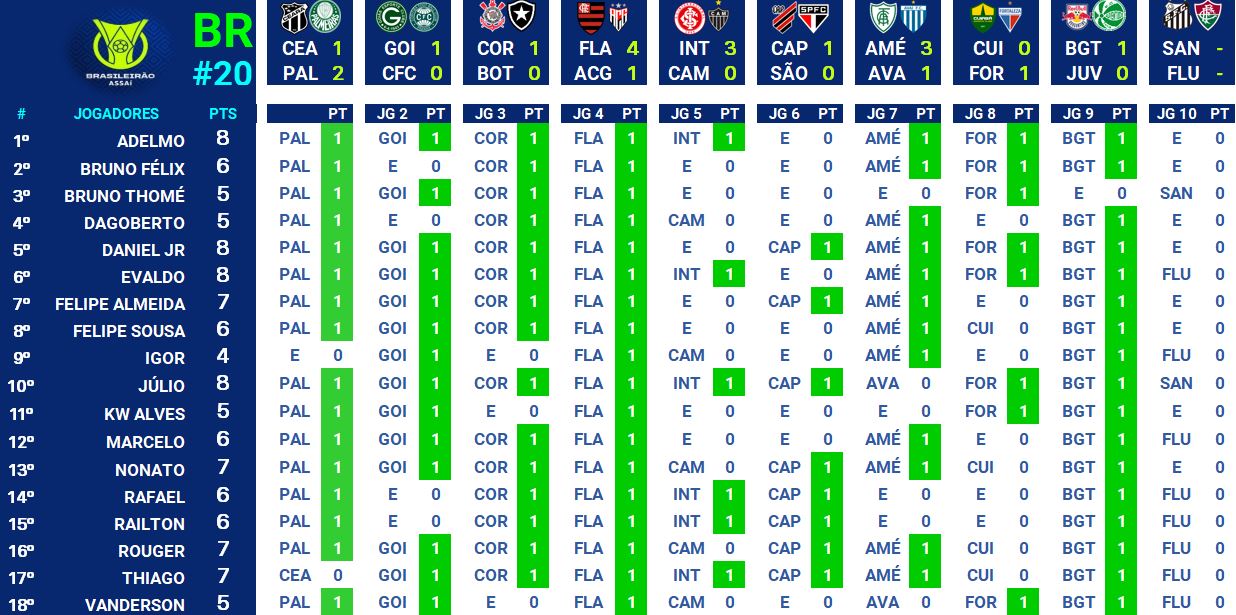 BR
#20
BRASILEIRÃO
ASSAÍ
CEA 1 GOI 1 COR 1 FLA 4 INT 3 CAP 1 AMÉ 3 CUI 0 BGT 1 SAN -
PAL 2 CFC 0 BOT 0 ACG 1 CAM 0 SÃO 0 AVA 1 FOR 1 JUV 0 FLU -
# JOGADORES PTS PT JG 2 PT JG 3 PT JG 4 PT JG 5 PT JG 6 PT JG 7 PT JG 8 PT JG 9 PT JG 10 PT
1º ADELMO 8 PAL 1 GOI 1 COR 1 FLA 1 INT 1 E 0 AMÉ 1 FOR 1 BGT 1 E 0
2º BRUNO FÉLIX 6 PAL 1 E 0 COR 1 FLA 1 E 0 E 0 AMÉ 1 FOR 1 BGT 1 E 0
3º BRUNO THOMÉ 5 PAL 1 GOI 1 COR 1 FLA 1 E 0 E 0 E 0 FOR 1 E 0 SAN 0
4º DAGOBERTO 5 PAL 1 E 0 COR 1 FLA 1 CAM 0 E 0 AMÉ 1 E 0 BGT 1 E 0
5º DANIEL JR 8 PAL 1 GOI 1 COR 1 FLA 1 E 0 CAP 1 AMÉ 1 FOR 1 BGT 1 E 0
6º EVALDO 8 PAL 1 GOI 1 COR 1 FLA 1 INT 1 E 0 AMÉ 1 FOR 1 BGT 1 FLU 0
7º FELIPE ALMEIDA 7 PAL 1 GOI 1 COR 1 FLA 1 E 0 CAP 1 AMÉ 1 E 0 BGT 1 E 0
8º FELIPE SOUSA 6 PAL 1 GOI 1 COR 1 FLA 1 E 0 E 0 AMÉ 1 CUI 0 BGT 1 E 0
9º IGOR 4 E 0 GOI 1 E 0 FLA 1 CAM 0 E 0 AMÉ 1 E 0 BGT 1 FLU 0
10º JÚLIO 8 PAL 1 GOI 1 COR 1 FLA 1 INT 1 CAP 1 AVA 0 FOR 1 BGT 1 SAN 0
11º KW ALVES 5 PAL 1 GOI 1 E 0 FLA 1 E 0 E 0 E 0 FOR 1 BGT 1 E 0
12º MARCELO 6 PAL 1 GOI 1 COR 1 FLA 1 E 0 E 0 AMÉ 1 E 0 BGT 1 FLU 0
13º NONATO 7 PAL 1 GOI 1 COR 1 FLA 1 CAM 0 CAP 1 AMÉ 1 CUI 0 BGT 1 E 0
14º RAFAEL 6 PAL 1 E 0 COR 1 FLA 1 INT 1 CAP 1 E 0 E 0 BGT 1 FLU 0
15º RAILTON 6 PAL 1 E 0 COR 1 FLA 1 INT 1 CAP 1 E 0 E 0 BGT 1 FLU 0
16º ROUGER 7 PAL 1 GOI 1 COR 1 FLA 1 CAM 0 CAP 1 AMÉ 1 CUI 0 BGT 1 FLU 0
17º THIAGO 7 CEA 0 GOI 1 COR 1 FLA 1 INT 1 CAP 1 AMÉ 1 CUI 0 BGT 1 FLU 0
18º VANDERSON 5 PAL 1 GOI 1 E 0 FLA 1 CAM 0 E 0 AVA 0 FOR 1 BGT 1 FLU 0